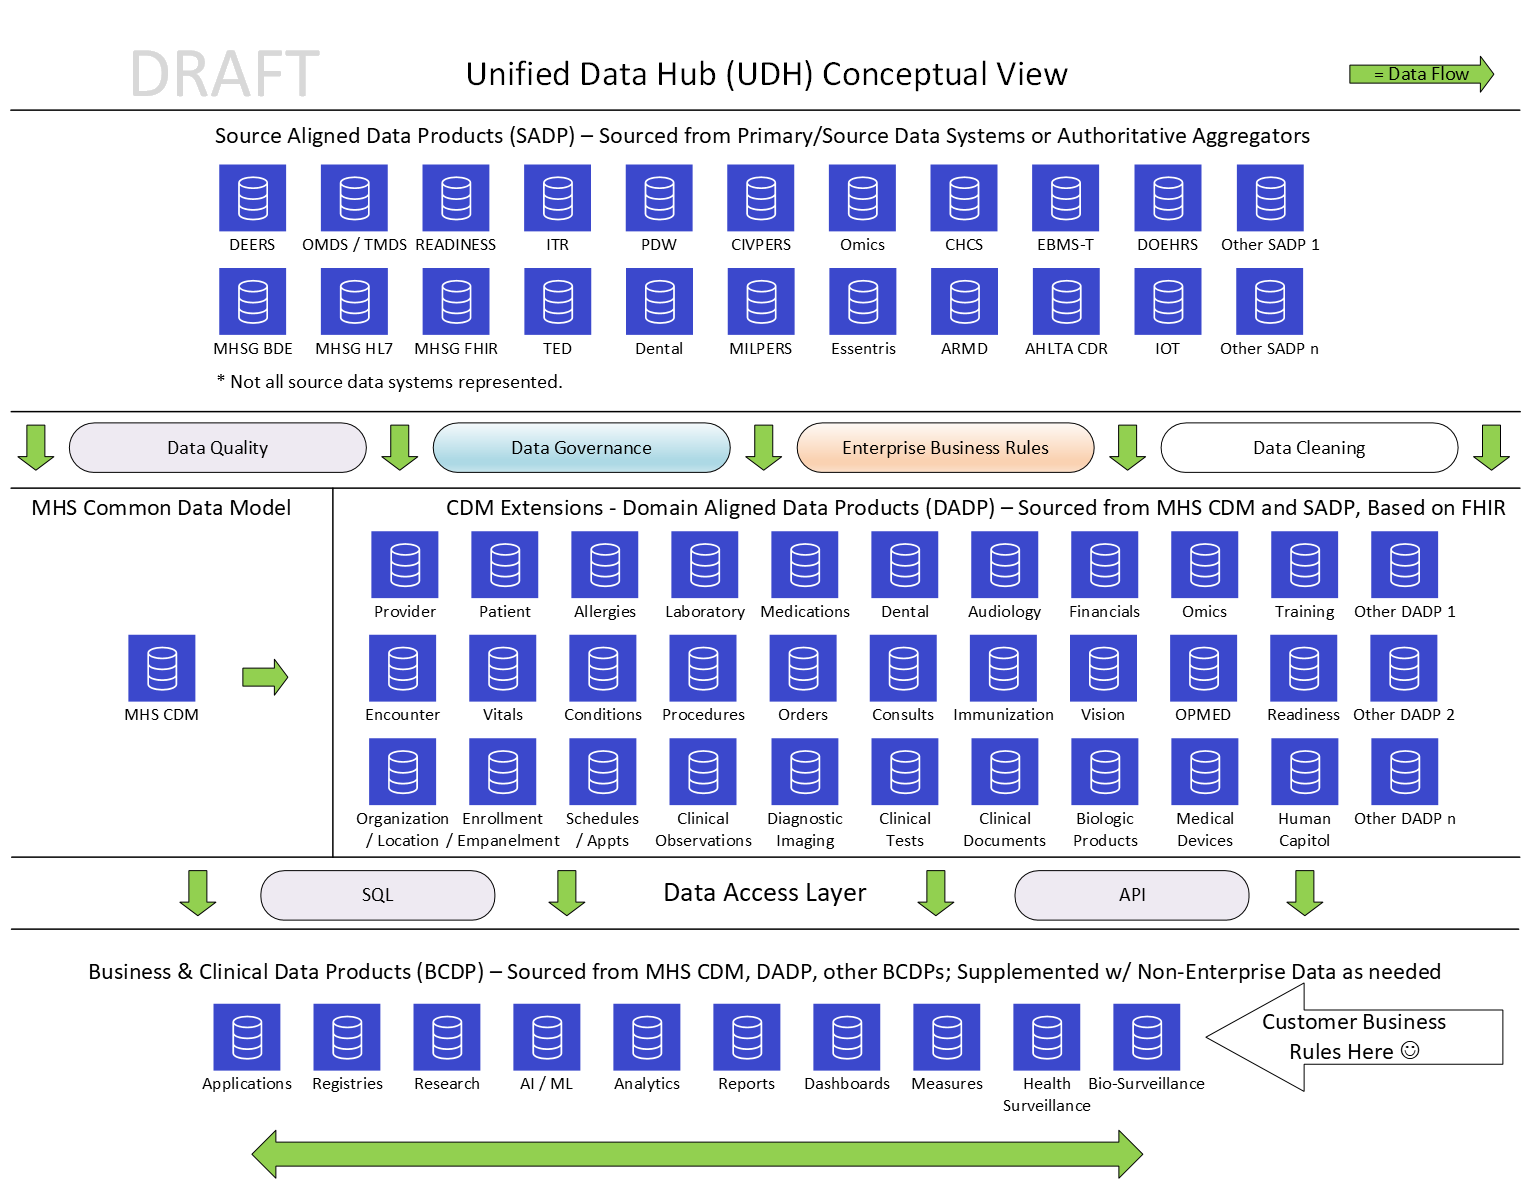 DRAFT
Unified Data Hub (UDH) Conceptual View
= Data Flow
Source Aligned Data Products (SADP) – Sourced from Primary/Source Data Systems or Authoritative Aggregators
DEERS
OMDS / TMDS
READINESS
ITR
PDW
CIVPERS
Omics
CHCS
EBMS-T
DOEHRS
Other SADP 1
MHSG BDE
MHSG HL7
MHSG FHIR
TED
Dental
MILPERS
Essentris
ARMD
AHLTA CDR
IOT
Other SADP n
* Not all source data systems represented.
Data Quality
Data Governance
Enterprise Business Rules
Data Cleaning
MHS Common Data Model
MHS CDM
CDM Extensions - Domain Aligned Data Products (DADP) – Sourced from MHS CDM and SADP, Based on FHIR
Provider
Patient
Allergies
Laboratory
Medications
Dental
Audiology
Financials
Omics
Training
Other DADP 1
Encounter
Vitals
Conditions
Procedures
Orders
Consults
Immunization
Vision
OPMED
Readiness
Other DADP 2
Organization
/ Location
Enrollment
/ Empanelment
Schedules
/ Appts
Clinical
Observations
Diagnostic
Imaging
Clinical
Tests
Clinical
Documents
Biologic
Products
Medical
Devices
Human
Capitol
Other DADP n
SQL
Data Access Layer
API
Business & Clinical Data Products (BCDP) – Sourced from MHS CDM, DADP, other BCDPs; Supplemented w/ Non-Enterprise Data as needed
Applications
Registries
Research
AI / ML
Analytics
Reports
Dashboards
Measures
Health
Surveillance
Bio-Surveillance
Customer Business
Rules Here ☺